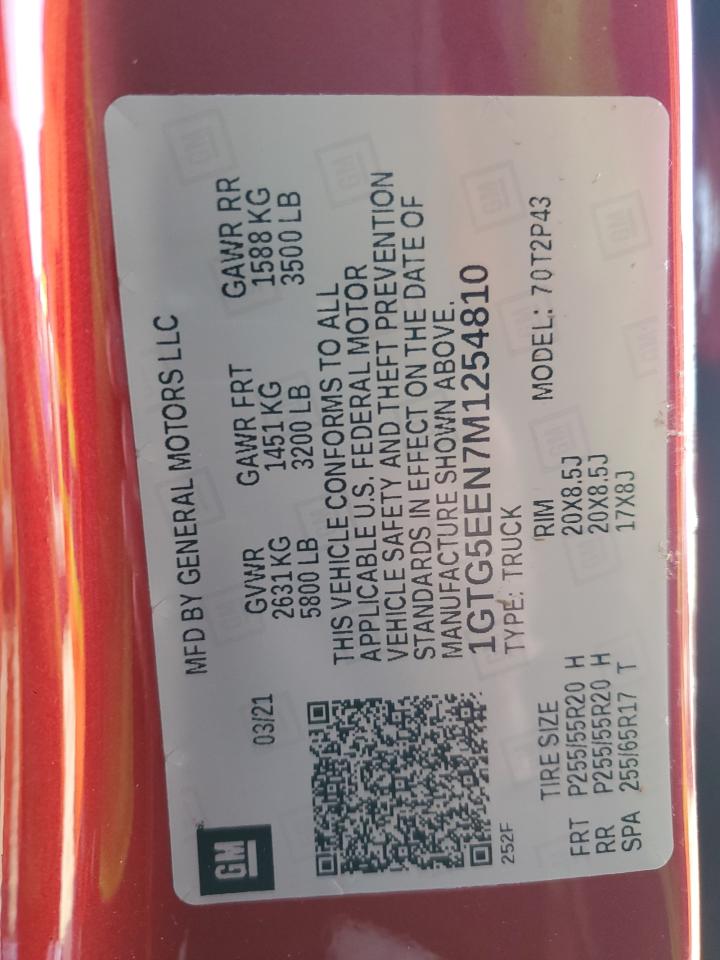 GM
MFD BY GENERAL MOTORS LLC
03/21
GVWR GAWR FRT GAWR RR
2631 KG 1451 KG 1588 KG
5800 LB 3200 LB 3500 LB
THIS VEHICLE CONFORMS TO ALL
APPLICABLE U.S. FEDERAL MOTOR
VEHICLE SAFETY AND THEFT PREVENTION
STANDARDS IN EFFECT ON THE DATE OF
MANUFACTURE SHOWN ABOVE.
1GTG5EEN7M1254810
252F
TYPE: TRUCK
TIRE SIZE RIM MODEL: 70T2P43
FRT P255/55R20 H 20X8.5J
RR P255/55R20 H 20X8.5J
SPA 255/65R17 T 17X8J